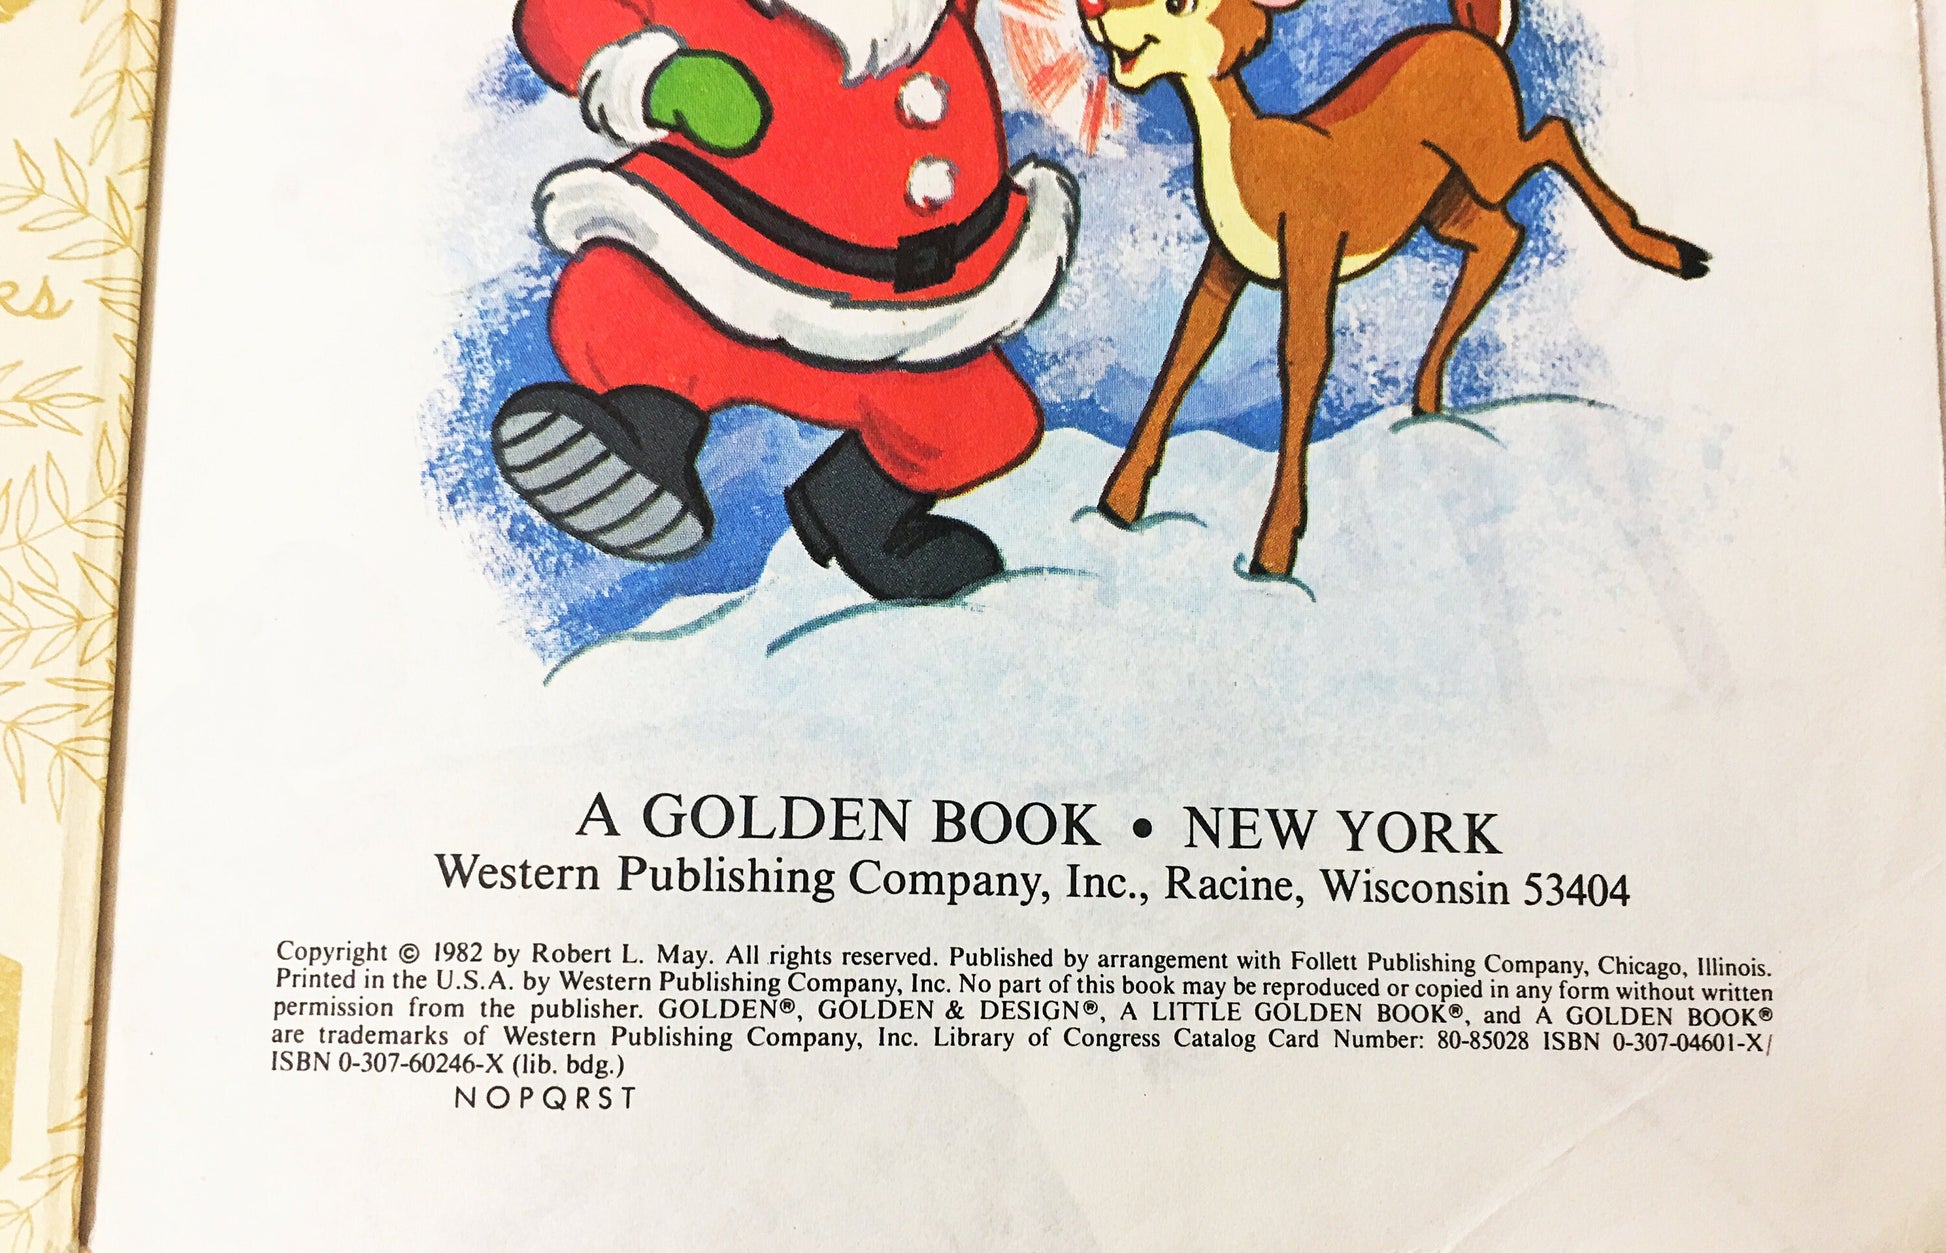 es
A GOLDEN BOOK • NEW YORK
Western Publishing Company, Inc., Racine, Wisconsin 53404
Copyright © 1982 by Robert L. May. All rights reserved. Published by arrangement with Follett Publishing Company, Chicago, Illinois.
Printed in the U.S.A. by Western Publishing Company, Inc. No part of this book may be reproduced or copied in any form without written
permission from the publisher. GOLDEN®, GOLDEN & DESIGN®, A LITTLE GOLDEN BOOK®, and A GOLDEN BOOK®
are trademarks of Western Publishing Company, Inc. Library of Congress Catalog Card Number: 80-85028 ISBN 0-307-04601-X/
ISBN 0-307-60246-X (lib. bdg.)
N O P Q R S T